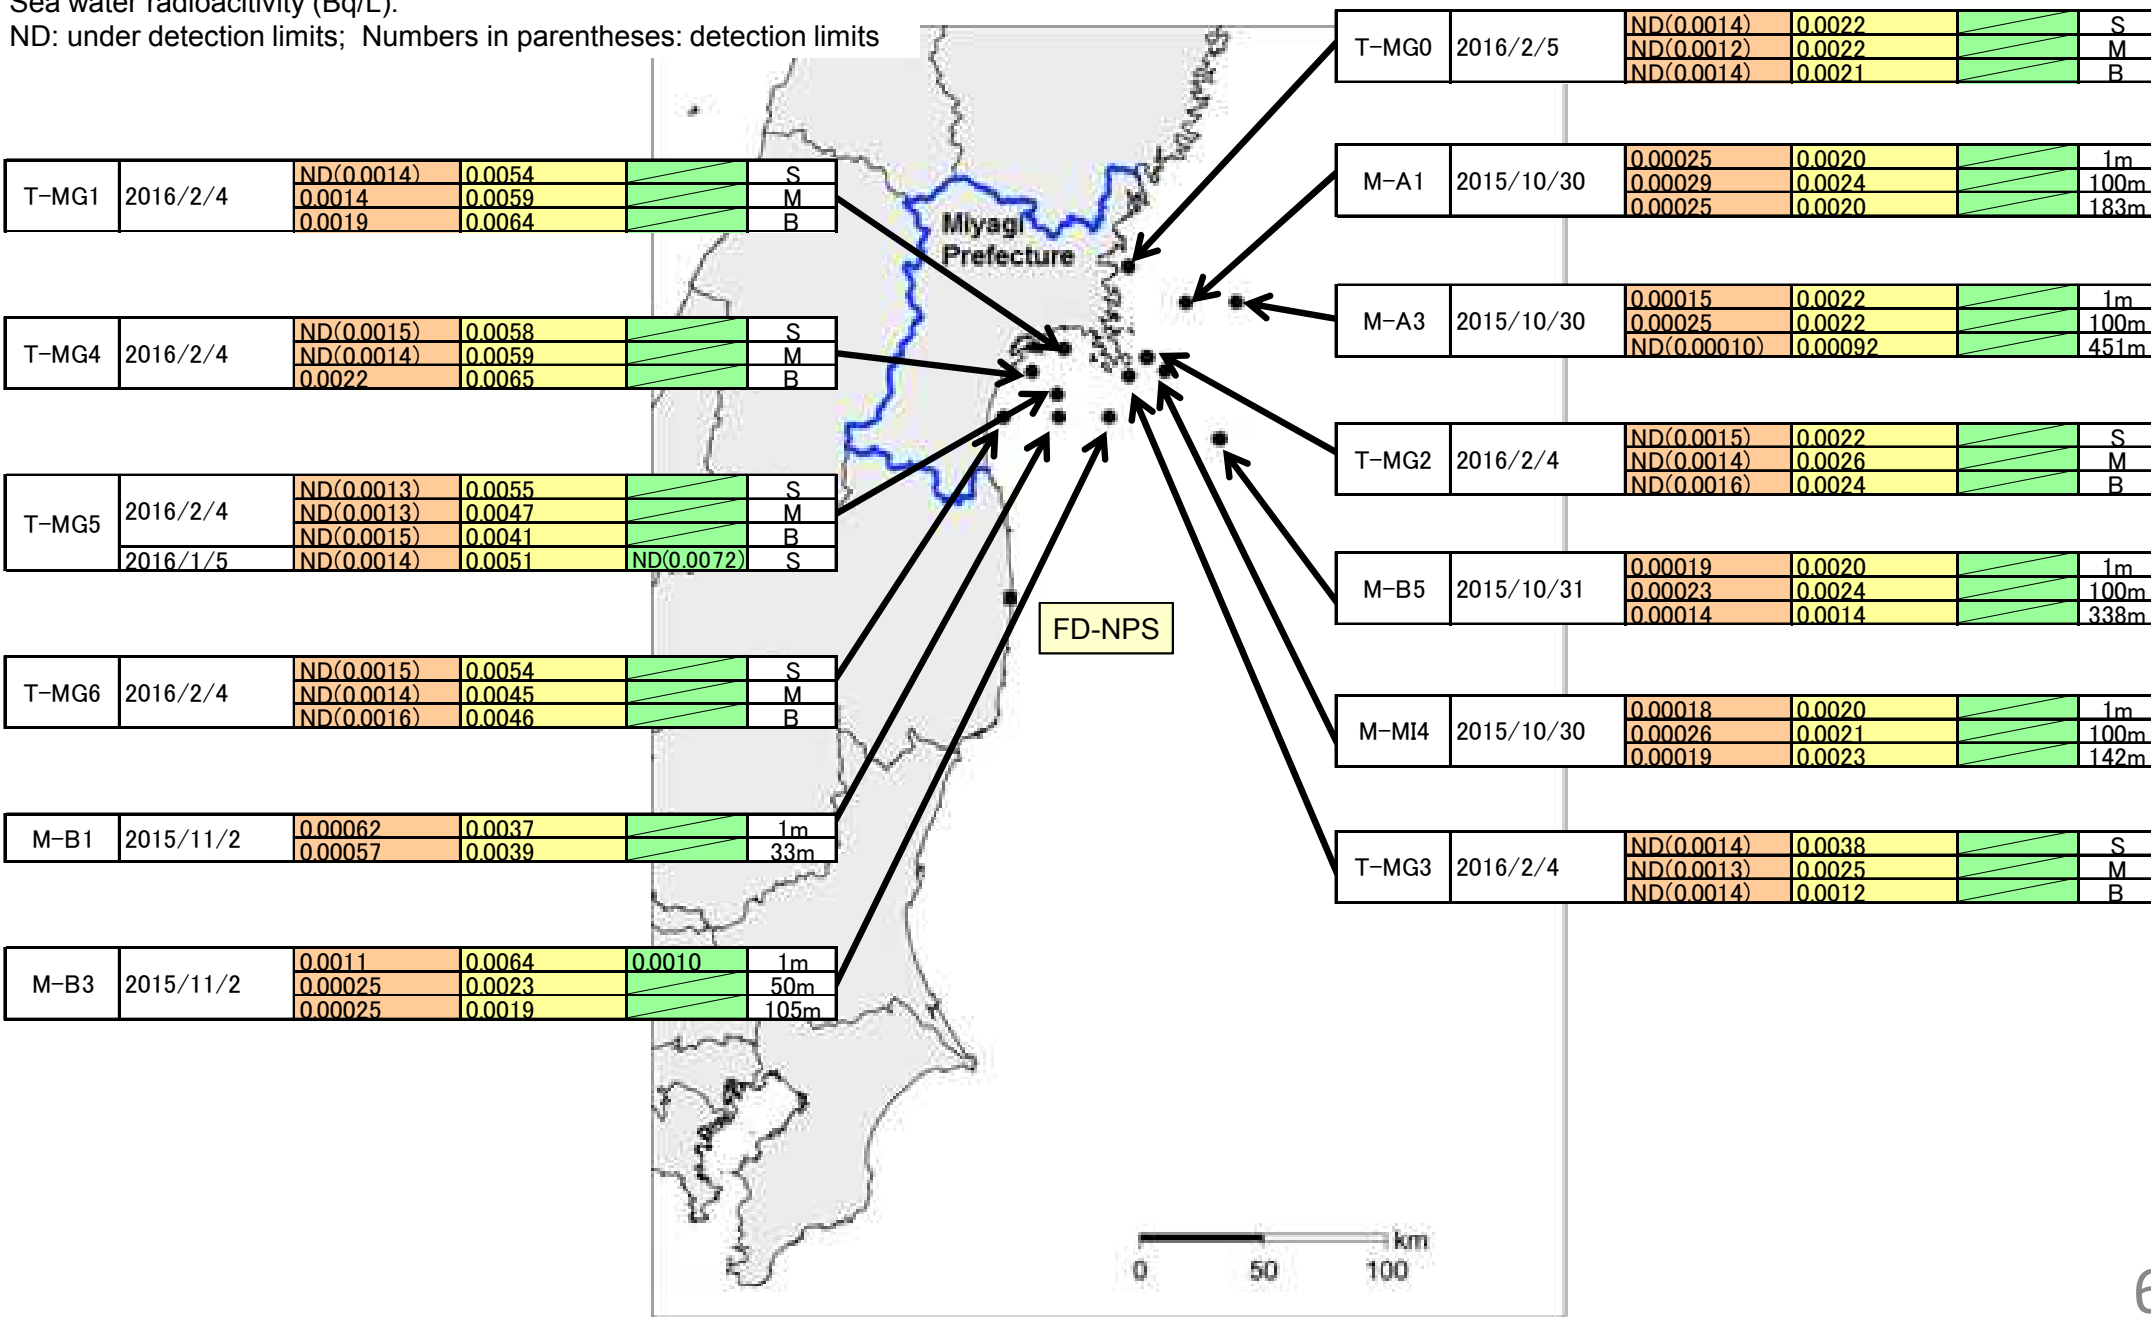 Sea water radioacitivity (Bq/L).
ND: under detection limits; Numbers in parentheses: detection limits
T-MG0 2016/2/5 ND(0.0014) 0.0022 S
ND(0.0012) 0.0022 M
ND(0.0014) 0.0021 B
T-MG1 2016/2/4 ND(0.0014) 0.0054 S
0.0014 0.0059 M
0.0019 0.0064 B
M-A1 2015/10/30 0.00025 0.0020 1m
0.00029 0.0024 100m
0.00025 0.0020 183m
Miyagi
Prefecture
T-MG4 2016/2/4 ND(0.0015) 0.0058 S
ND(0.0014) 0.0059 M
0.0022 0.0065 B
M-A3 2015/10/30 0.00015 0.0022 1m
0.00025 0.0022 100m
ND(0.00010) 0.00092 451m
T-MG2 2016/2/4 ND(0.0015) 0.0022 S
ND(0.0014) 0.0026 M
ND(0.0016) 0.0024 B
T-MG5 2016/2/4 ND(0.0013) 0.0055 S
ND(0.0013) 0.0047 M
ND(0.0015) 0.0041 B
2016/1/5 ND(0.0014) 0.0051 ND(0.0072) S
M-B5 2015/10/31 0.00019 0.0020 1m
0.00023 0.0024 100m
0.00014 0.0014 338m
FD-NPS
T-MG6 2016/2/4 ND(0.0015) 0.0054 S
ND(0.0014) 0.0045 M
ND(0.0016) 0.0046 B
M-MI4 2015/10/30 0.00018 0.0020 1m
0.00026 0.0021 100m
0.00019 0.0023 142m
M-B1 2015/11/2 0.00062 0.0037 1m
0.00057 0.0039 33m
T-MG3 2016/2/4 ND(0.0014) 0.0038 S
ND(0.0013) 0.0025 M
ND(0.0014) 0.0012 B
M-B3 2015/11/2 0.0011 0.0064 0.0010 1m
0.00025 0.0023 50m
0.00025 0.0019 105m
km
0 50 100
6